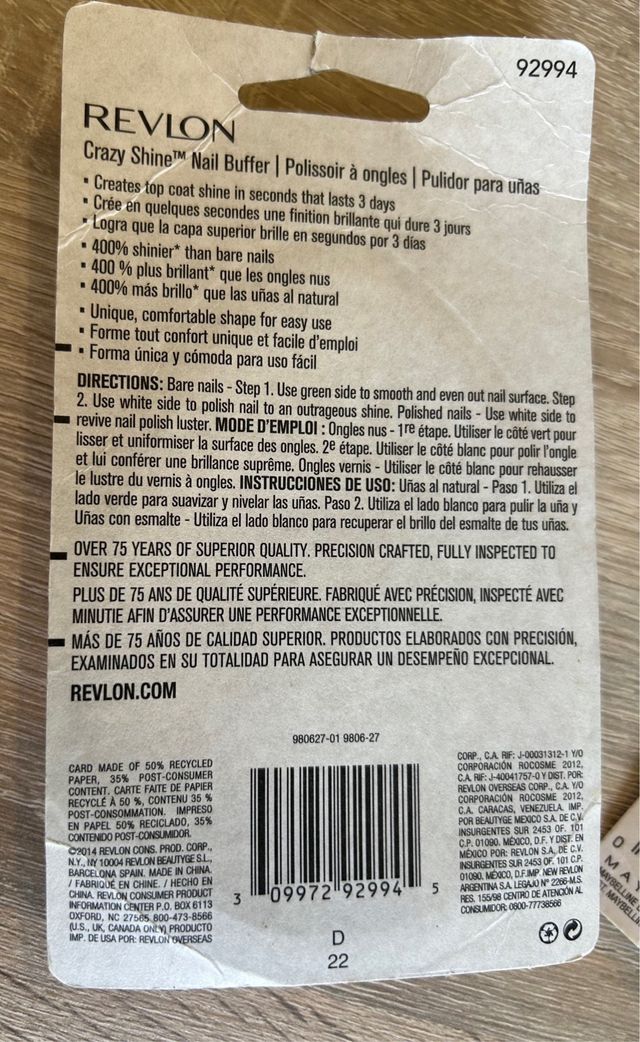 92994
REVLON
Crazy Shine™ Nail Buffer | Polissoir à ongles | Pulidor para uñas
▪ Creates top coat shine in seconds that lasts 3 days
▪ Crée en quelques secondes une finition brillante qui dure 3 jours
▪ Logra que la capa superior brille en segundos por 3 días
▪ 400% shinier* than bare nails
▪ 400 % plus brillant* que les ongles nus
▪ 400% más brillo* que las uñas al natural
▪ Unique, comfortable shape for easy use
▪ Forme tout confort unique et facile d'emploi
▪ Forma única y cómoda para uso fácil
DIRECTIONS: Bare nails - Step 1. Use green side to smooth and even out nail surface. Step
2. Use white side to polish nail to an outrageous shine. Polished nails - Use white side to
revive nail polish luster. MODE D'EMPLOI : Ongles nus - 1re étape. Utiliser le côté vert pour
lisser et uniformiser la surface des ongles. 2e étape. Utiliser le côté blanc pour polir l'ongle
et lui conférer une brillance suprême. Ongles vernis - Utiliser le côté blanc pour rehausser
le lustre du vernis à ongles. INSTRUCCIONES DE USO: Uñas al natural - Paso 1. Utiliza el
lado verde para suavizar y nivelar las uñas. Paso 2. Utiliza el lado blanco para pulir la uña y
Uñas con esmalte - Utiliza el lado blanco para recuperar el brillo del esmalte de tus uñas.
OVER 75 YEARS OF SUPERIOR QUALITY. PRECISION CRAFTED, FULLY INSPECTED TO
ENSURE EXCEPTIONAL PERFORMANCE.
PLUS DE 75 ANS DE QUALITÉ SUPÉRIEURE. FABRIQUÉ AVEC PRÉCISION, INSPECTÉ AVEC
MINUTIE AFIN D'ASSURER UNE PERFORMANCE EXCEPTIONNELLE.
MÁS DE 75 AÑOS DE CALIDAD SUPERIOR. PRODUCTOS ELABORADOS CON PRECISIÓN,
EXAMINADOS EN SU TOTALIDAD PARA ASEGURAR UN DESEMPEÑO EXCEPCIONAL.
REVLON.COM
980627-01 9806-27
CARD MADE OF 50% RECYCLED
PAPER, 35% POST-CONSUMER
CONTENT. CARTE FAITE DE PAPIER
RECYCLÉ À 50 %, CONTENU 35 %
POST-CONSOMMATION. IMPRESO
EN PAPEL 50% RECICLADO, 35%
CONTENIDO POST-CONSUMIDOR.
©2014 REVLON CONS. PROD. CORP.,
N.Y., NY 10004 REVLON BEAUTYGE S.L.,
BARCELONA SPAIN. MADE IN CHINA.
/ FABRIQUÉ EN CHINE. / HECHO EN
CHINA. REVLON CONSUMER PRODUCT
INFORMATION CENTER P.O. BOX 6113
OXFORD, NC 27565 800-473-8566
(U.S., UK, CANADA ONLY) PRODUCTO
IMP. DE USA POR: REVLON OVERSEAS
3 09972 92994 5
D
22
CORP., C.A. RIF: J-00031312-1 Y/O
CORPORACIÓN ROCOSME 2012,
C.A. RIF: J-40041757-0 Y DIST. POR:
REVLON OVERSEAS CORP., C.A. Y/O
CORPORACIÓN ROCOSME 2012,
C.A. CARACAS, VENEZUELA. IMP.
POR BEAUTYGE MEXICO S.A. DE C.V.
INSURGENTES SUR 2453 OF. 101
C.P. 01090. MÉXICO, D.F. Y DIST. EN
MÉXICO POR: REVLON S.A. DE C.V.
INSURGENTES SUR 2453 OF. 101 C.P.
01090. MÉXICO, D.F.IMP. NEW REVLON
ARGENTINA S.A. LEGAJO Nº 2266-M.S.
RES. 155/98 CENTRO DE ATENCIÓN AL
CONSUMIDOR: 0800-77738566